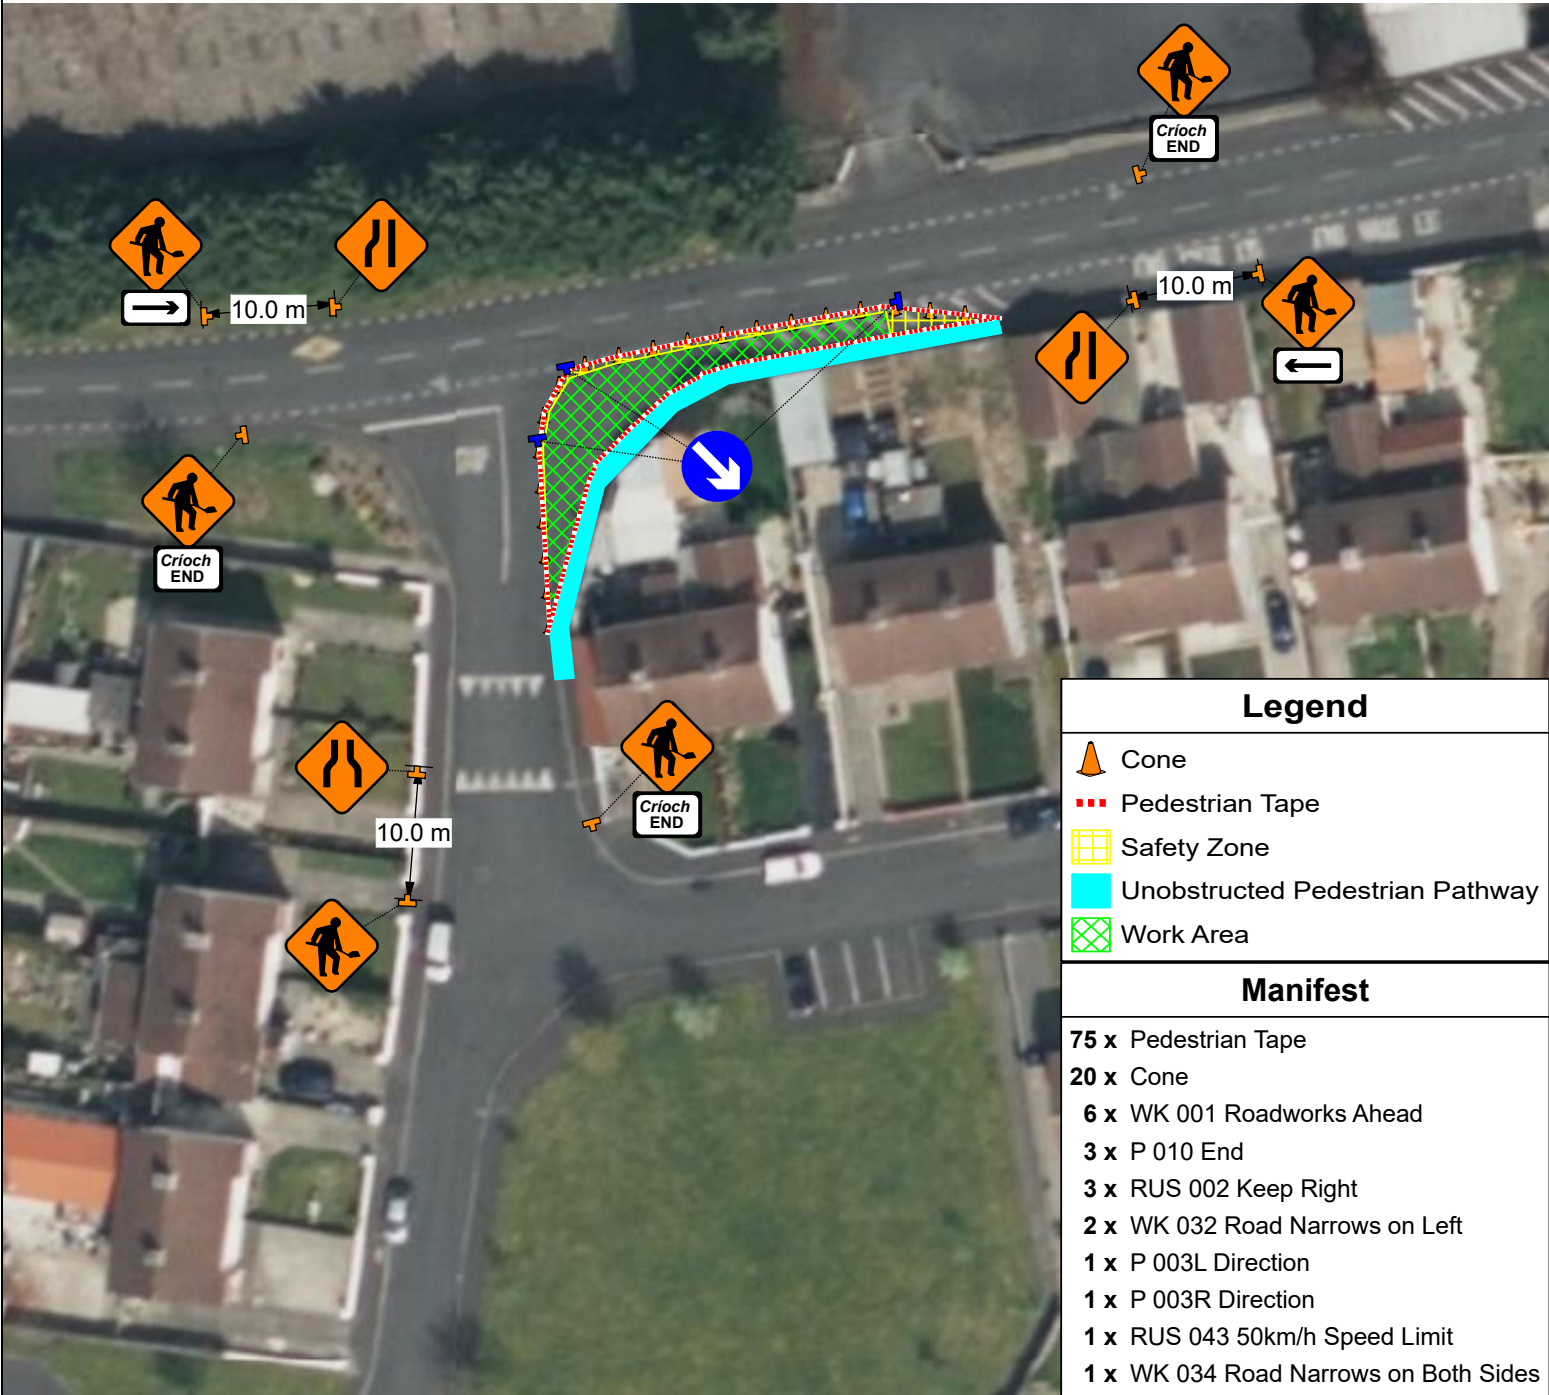 Críoch
END
10.0 m
10.0 m
Críoch
END
10.0 m
Críoch
END
Legend
Cone
Pedestrian Tape
Safety Zone
Unobstructed Pedestrian Pathway
Work Area
Manifest
75 x Pedestrian Tape
20 x Cone
6 x WK 001 Roadworks Ahead
3 x P 010 End
3 x RUS 002 Keep Right
2 x WK 032 Road Narrows on Left
1 x P 003L Direction
1 x P 003R Direction
1 x RUS 043 50km/h Speed Limit
1 x WK 034 Road Narrows on Both Sides